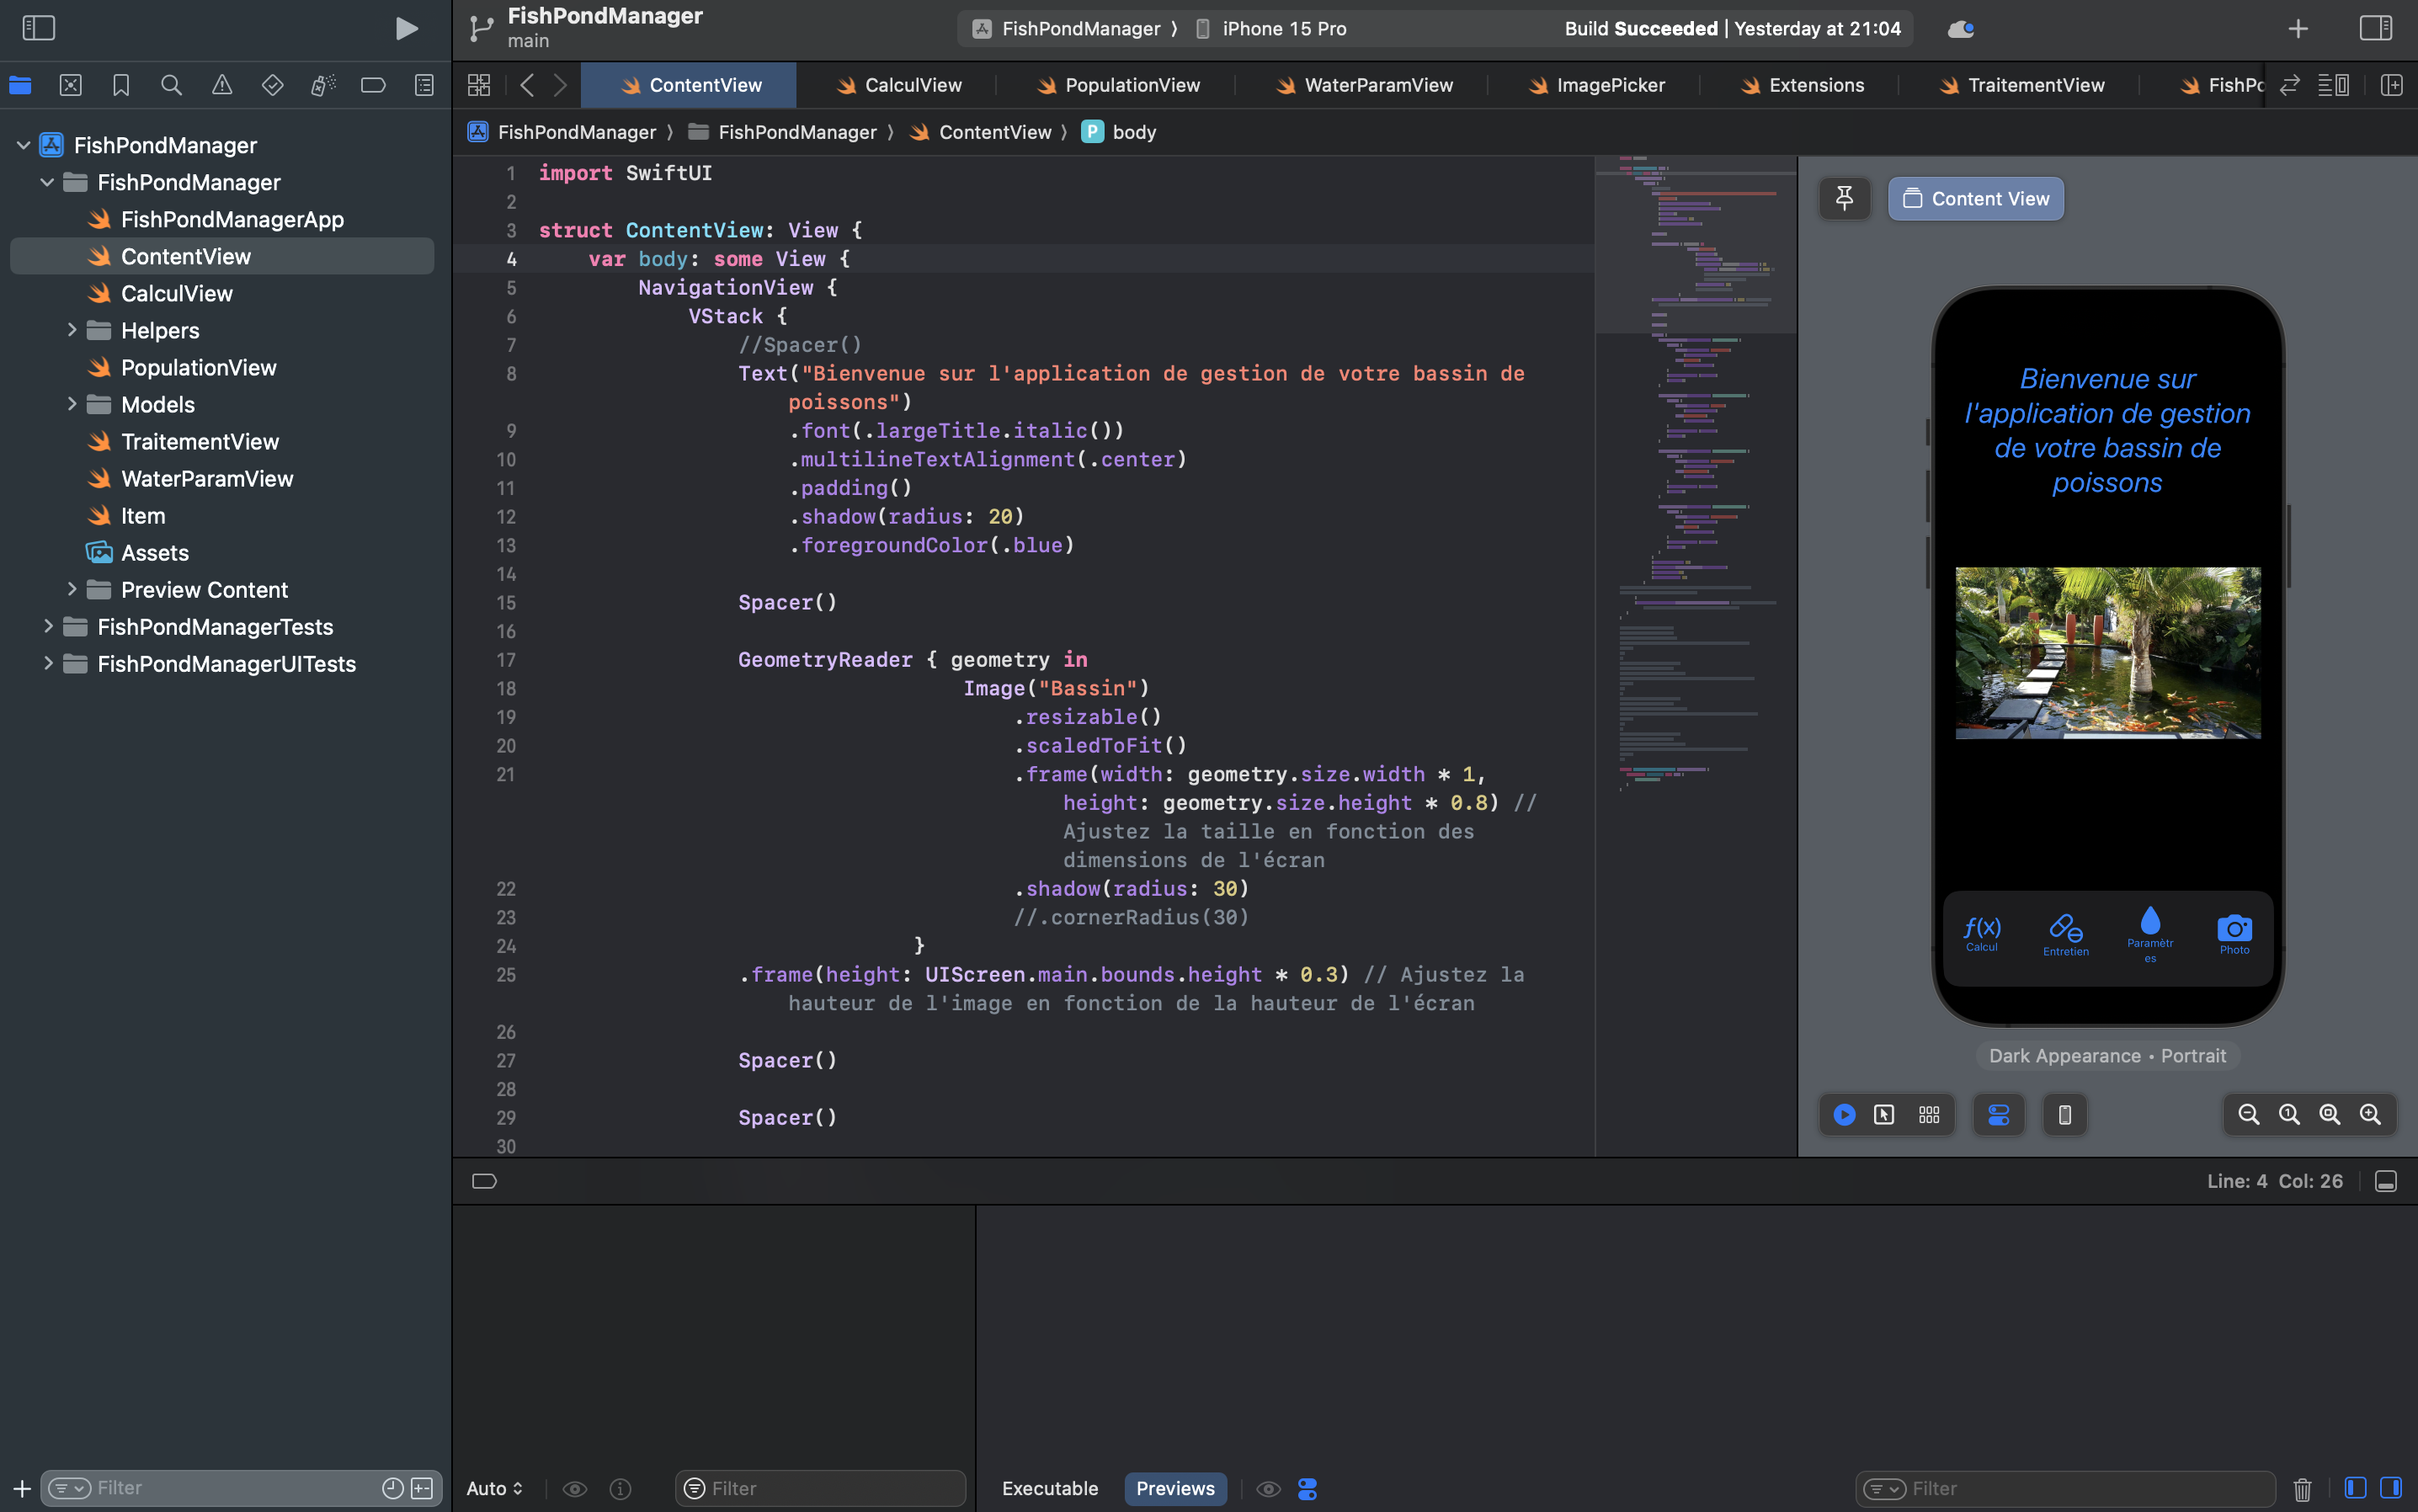 FishPondManager
main
FishPondManager 〉 iPhone 15 Pro
Build Succeeded | Yesterday at 21:04
ContentView
CalculView
PopulationView
WaterParamView
ImagePicker
Extensions
TraitementView
FishPo
FishPondManager 〉 FishPondManager 〉 ContentView 〉 P body
FishPondManager
FishPondManager
FishPondManagerApp
ContentView
CalculView
Helpers
PopulationView
Models
TraitementView
WaterParamView
Item
Assets
Preview Content
FishPondManagerTests
FishPondManagerUITests
Filter
1 import SwiftUI
2
3 struct ContentView: View {
4 var body: some View {
5 NavigationView {
6 VStack {
7 //Spacer()
8 Text("Bienvenue sur l'application de gestion de votre bassin de
poissons")
9 .font(.largeTitle.italic())
10 .multilineTextAlignment(.center)
11 .padding()
12 .shadow(radius: 20)
13 .foregroundColor(.blue)
14
15 Spacer()
16
17 GeometryReader { geometry in
18 Image("Bassin")
19 .resizable()
20 .scaledToFit()
21 .frame(width: geometry.size.width * 1,
height: geometry.size.height * 0.8) //
Ajustez la taille en fonction des
dimensions de l'écran
22 .shadow(radius: 30)
23 //.cornerRadius(30)
24 }
25 .frame(height: UIScreen.main.bounds.height * 0.3) // Ajustez la
hauteur de l'image en fonction de la hauteur de l'écran
26
27 Spacer()
28
29 Spacer()
30
Content View
Bienvenue sur
l'application de gestion
de votre bassin de
poissons
f(x)
Calcul
Entretien
Paramètr
es
Photo
Dark Appearance • Portrait
Line: 4 Col: 26
Auto
Filter
Executable
Previews
Filter